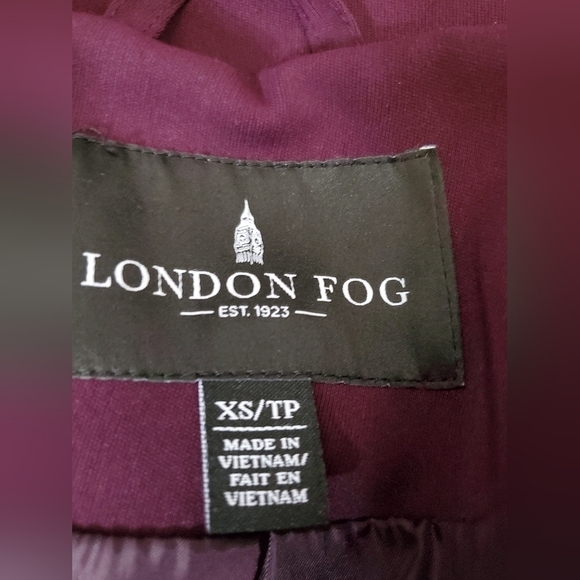 LONDON FOG
EST. 1923
XS/TP
MADE IN
VIETNAM/
FAIT EN
VIETNAM